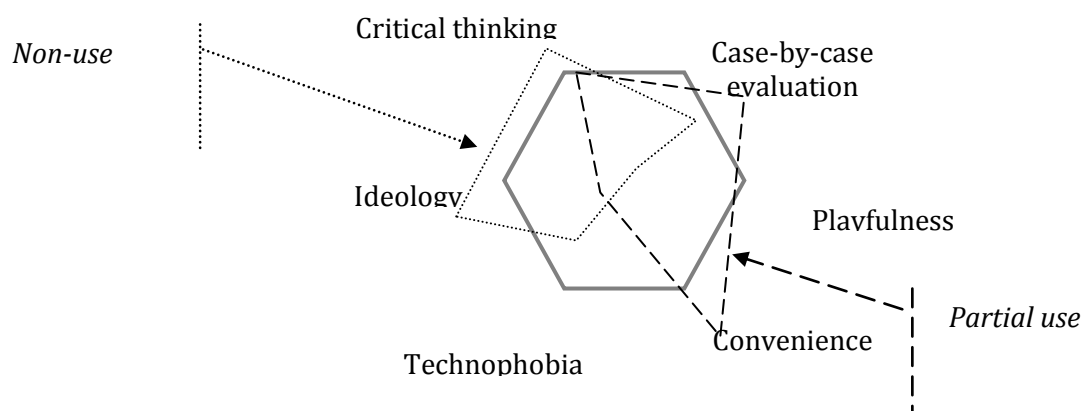 Critical thinking
Non-use
Case-by-case
evaluation
Ideology
Playfulness
Partial use
Convenience
Technophobia